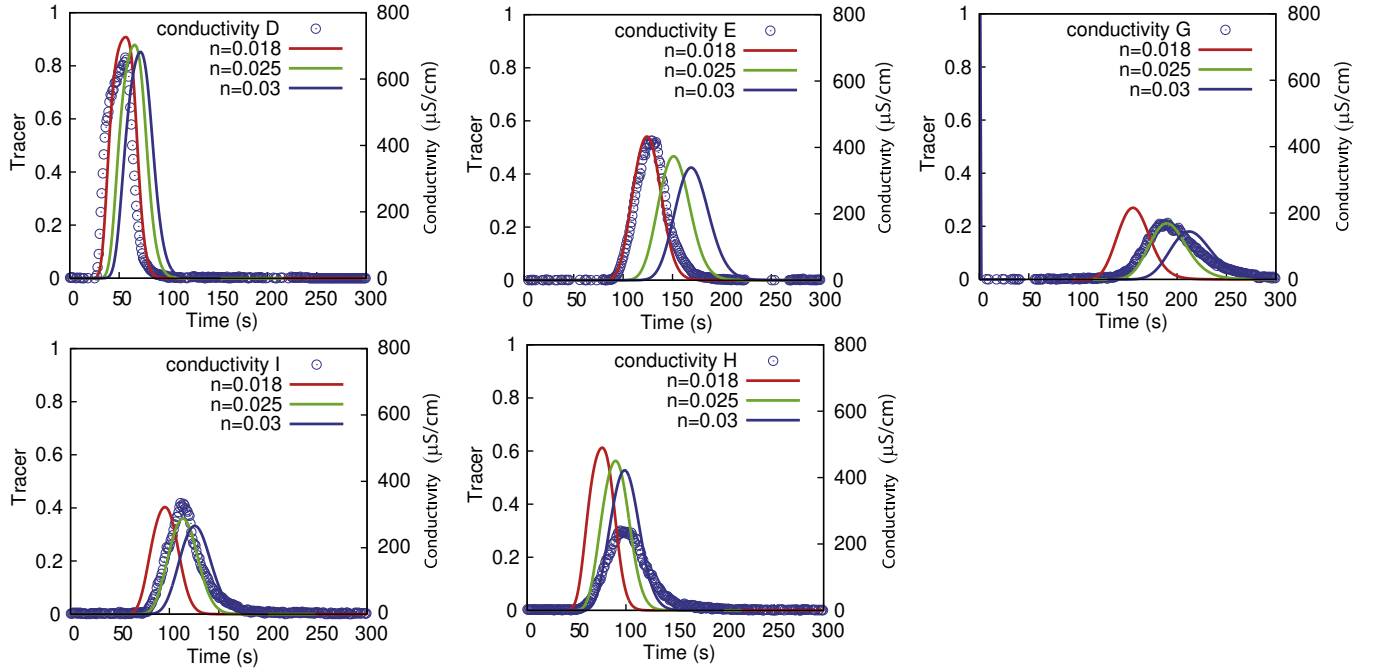 conductivity D
n=0.018
n=0.025
n=0.03
Tracer
1
0.8
0.6
0.4
0.2
0
800
600
400
200
0
Conductivity (μS/cm)
0 50 100 150 200 250 300
Time (s)
conductivity E
n=0.018
n=0.025
n=0.03
Tracer
1
0.8
0.6
0.4
0.2
0
800
600
400
200
0
Conductivity (μS/cm)
0 50 100 150 200 250 300
Time (s)
conductivity G
n=0.018
n=0.025
n=0.03
Tracer
1
0.8
0.6
0.4
0.2
0
800
600
400
200
0
Conductivity (μS/cm)
0 50 100 150 200 250 300
Time (s)
conductivity I
n=0.018
n=0.025
n=0.03
Tracer
1
0.8
0.6
0.4
0.2
0
800
600
400
200
0
Conductivity (μS/cm)
0 50 100 150 200 250 300
Time (s)
conductivity H
n=0.018
n=0.025
n=0.03
Tracer
1
0.8
0.6
0.4
0.2
0
800
600
400
200
0
Conductivity (μS/cm)
0 50 100 150 200 250 300
Time (s)